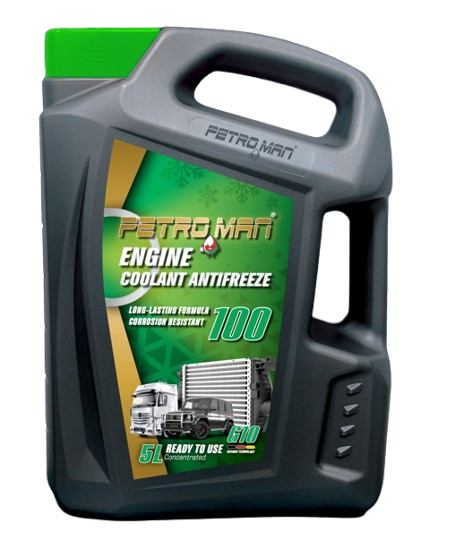 PETRO MAN®
PETRO MAN®
ENGINE
COOLANT ANTIFREEZE
LONG-LASTING FORMULA
CORROSION RESISTANT
100
G10
5L READY TO USE
Concentrated